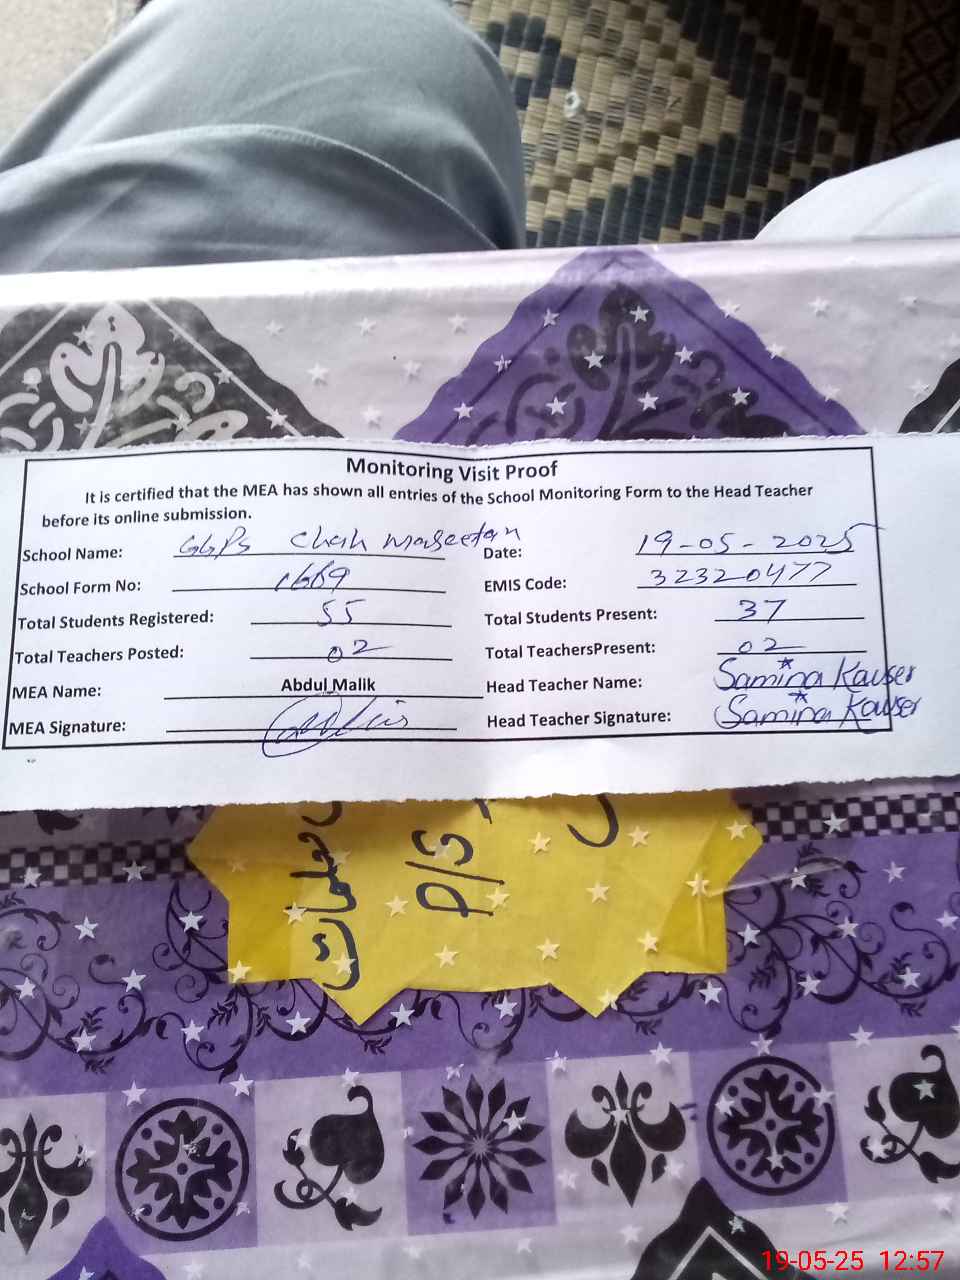 Monitoring Visit Proof
It is certified that the MEA has shown all entries of the School Monitoring Form to the Head Teacher
before its online submission.
School Name: GGPS Chah maseetan Date: 19-05-2025
School Form No: 1669 EMIS Code: 32320477
Total Students Registered: 55 Total Students Present: 37
Total Teachers Posted: 02 Total TeachersPresent: 02
MEA Name: Abdul Malik Head Teacher Name: Samina Kauser
MEA Signature: Head Teacher Signature: Samina Kauser
P/S
19-05-25 12:57